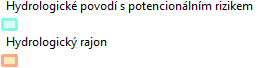 Hydrologické povodí s potencionálním rizikem
Hydrologický rajon